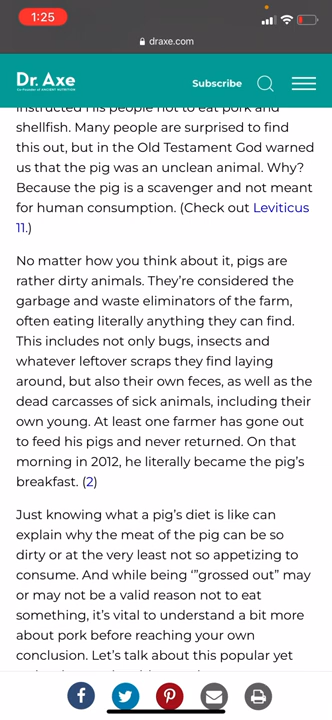 1:25
draxe.com
Dr. Axe
Co-Founder of ANCIENT NUTRITION
Subscribe
instructed His people not to eat pork and
shellfish. Many people are surprised to find
this out, but in the Old Testament God warned
us that the pig was an unclean animal. Why?
Because the pig is a scavenger and not meant
for human consumption. (Check out Leviticus
11.)
No matter how you think about it, pigs are
rather dirty animals. They’re considered the
garbage and waste eliminators of the farm,
often eating literally anything they can find.
This includes not only bugs, insects and
whatever leftover scraps they find laying
around, but also their own feces, as well as the
dead carcasses of sick animals, including their
own young. At least one farmer has gone out
to feed his pigs and never returned. On that
morning in 2012, he literally became the pig’s
breakfast. (2)
Just knowing what a pig’s diet is like can
explain why the meat of the pig can be so
dirty or at the very least not so appetizing to
consume. And while being ‘”grossed out” may
or may not be a valid reason not to eat
something, it’s vital to understand a bit more
about pork before reaching your own
conclusion. Let’s talk about this popular yet